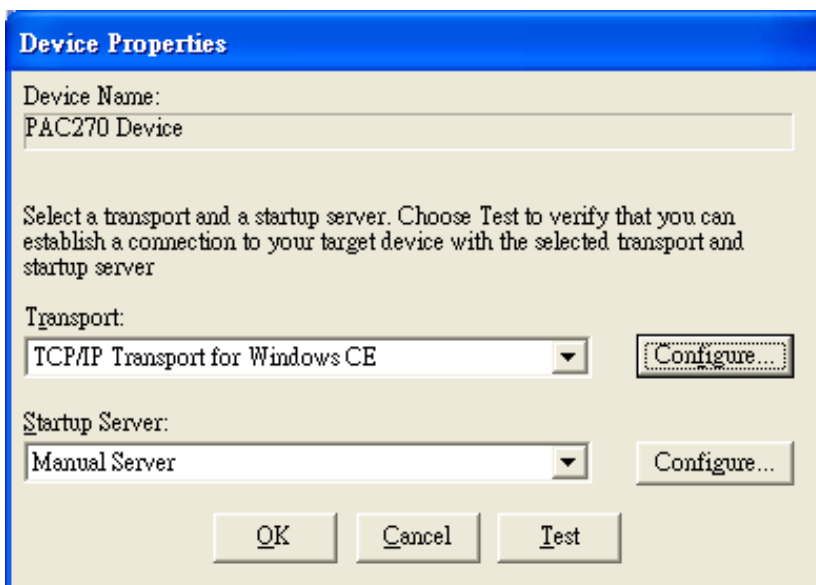 Device Properties
Device Name:
PAC270 Device
Select a transport and a startup server. Choose Test to verify that you can
establish a connection to your target device with the selected transport and
startup server
Transport:
TCP/IP Transport for Windows CE
Configure...
Startup Server:
Manual Server
Configure...
OK
Cancel
Test